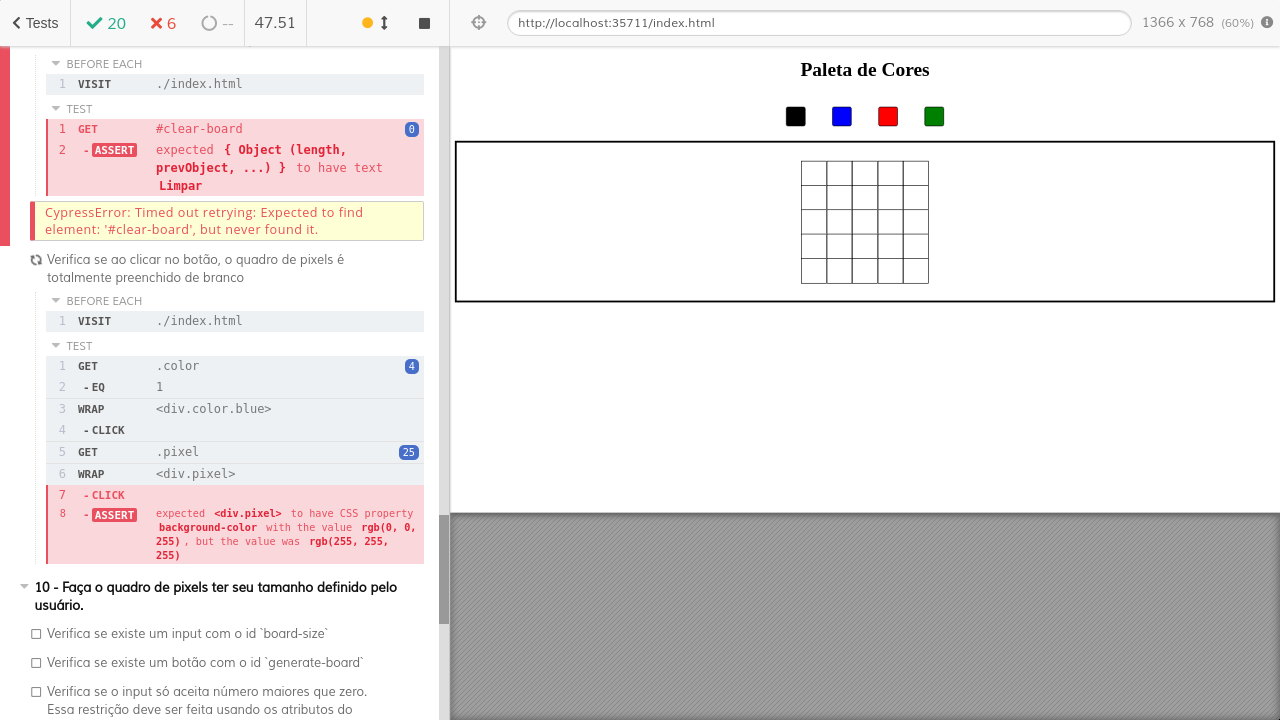 Tests 20 6 -- 47.51
http://localhost:35711/index.html 1366 x 768 (60%)
BEFORE EACH
1 VISIT ./index.html
TEST
1 GET #clear-board 0
2 - ASSERT expected { Object (length,
prevObject, ...) } to have text
Limpar
CypressError: Timed out retrying: Expected to find
element: '#clear-board', but never found it.
Verifica se ao clicar no botão, o quadro de pixels é
totalmente preenchido de branco
BEFORE EACH
1 VISIT ./index.html
TEST
1 GET .color 4
2 - EQ 1
3 WRAP <div.color.blue>
4 - CLICK
5 GET .pixel 25
6 WRAP <div.pixel>
7 - CLICK
8 - ASSERT expected <div.pixel> to have CSS property
background-color with the value rgb(0, 0,
255) , but the value was rgb(255, 255,
255)
10 - Faça o quadro de pixels ter seu tamanho definido pelo
usuário.
Verifica se existe um input com o id `board-size`
Verifica se existe um botão com o id `generate-board`
Verifica se o input só aceita número maiores que zero.
Essa restrição deve ser feita usando os atributos do
Paleta de Cores